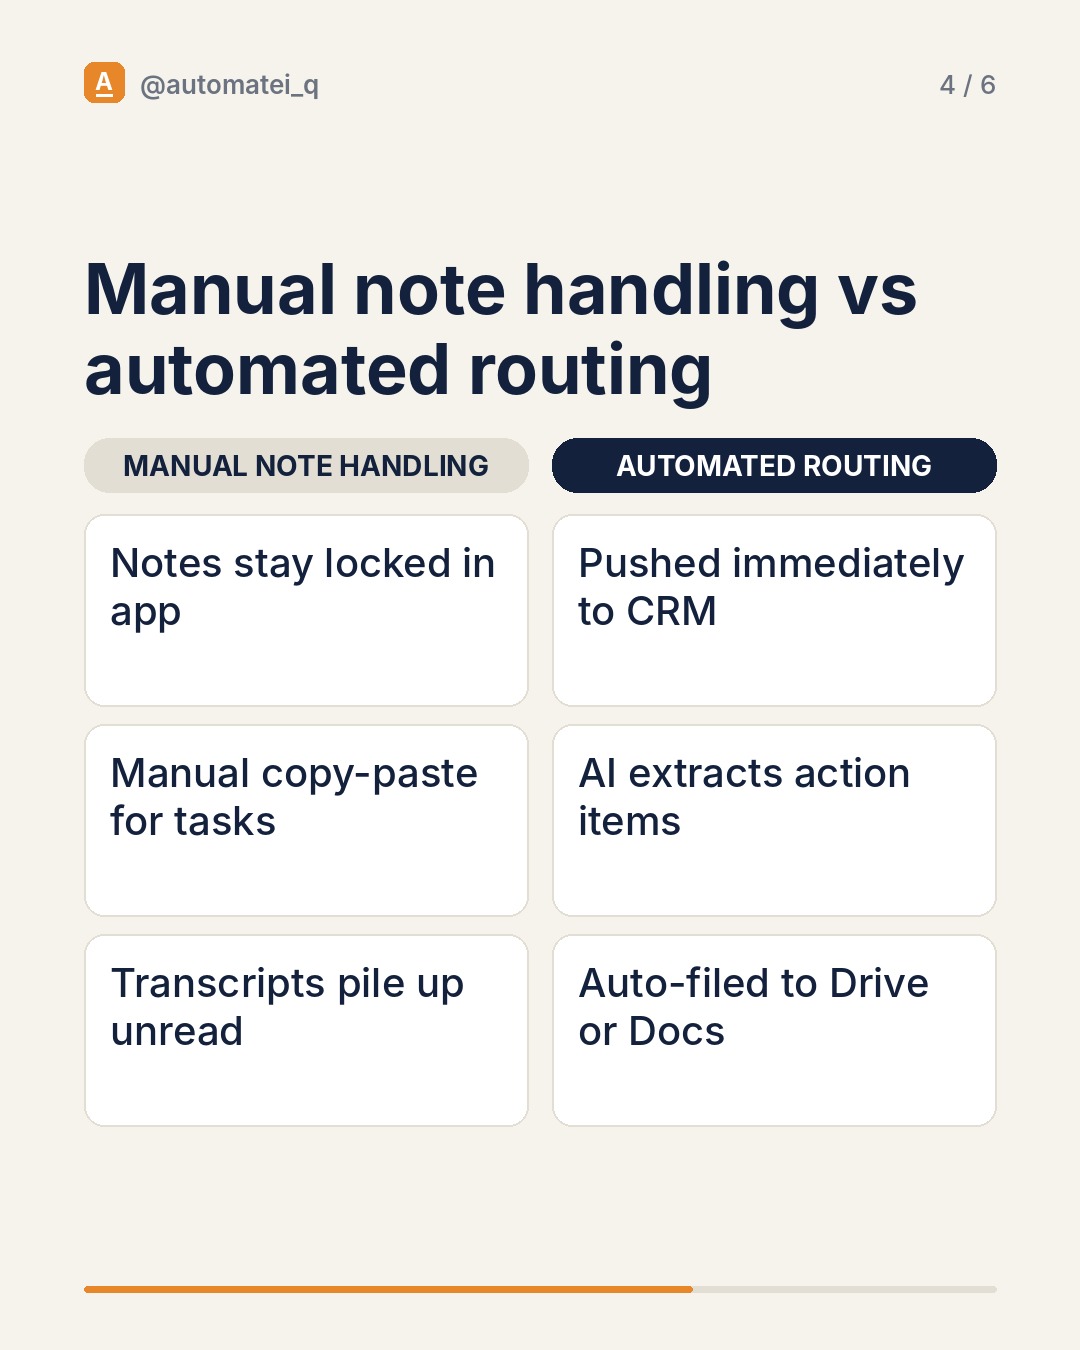 A
@automatei_q
4 / 6
Manual note handling vs
automated routing
MANUAL NOTE HANDLING
AUTOMATED ROUTING
Notes stay locked in
app
Pushed immediately
to CRM
Manual copy-paste
for tasks
AI extracts action
items
Transcripts pile up
unread
Auto-filed to Drive
or Docs